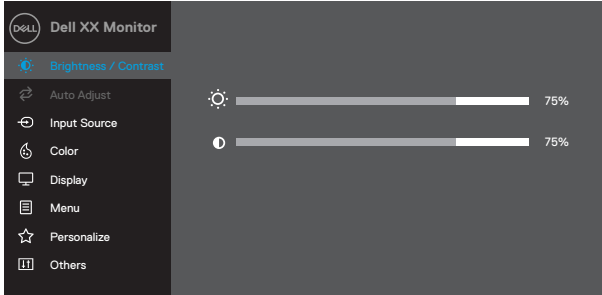 DELL Dell XX Monitor
Brightness / Contrast
Auto Adjust
75%
Input Source
Color
75%
Display
Menu
Personalize
Others